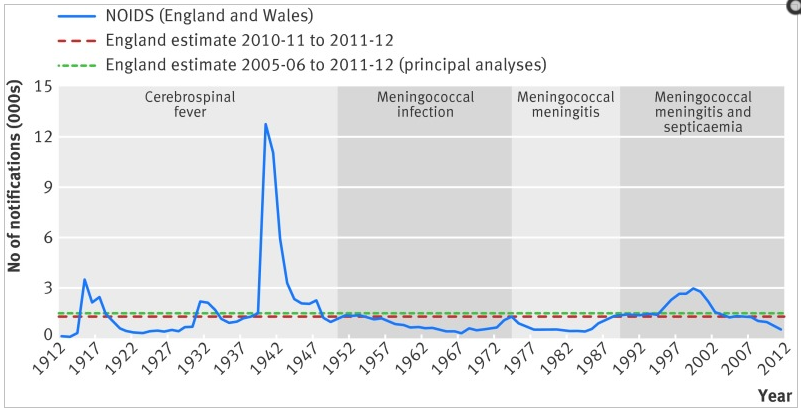 NOIDS (England and Wales)
England estimate 2010-11 to 2011-12
England estimate 2005-06 to 2011-12 (principal analyses)
No of notifications (000s)
15
12
9
6
3
0
Cerebrospinal
fever
Meningococcal
infection
Meningococcal
meningitis
Meningococcal
meningitis and
septicaemia
1912 1917 1922 1927 1932 1937 1942 1947 1952 1957 1962 1967 1972 1977 1982 1987 1992 1997 2002 2007 2012
Year